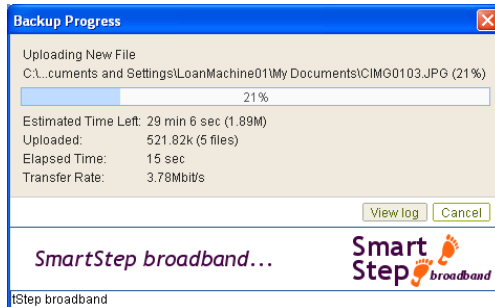 Backup Progress
Uploading New File
C:\...cuments and Settings\LoanMachine01\My Documents\CIMG0103.JPG (21%)
21%
Estimated Time Left: 29 min 6 sec (1.89M)
Uploaded: 521.82k (5 files)
Elapsed Time: 15 sec
Transfer Rate: 3.78Mbit/s
View log Cancel
SmartStep broadband...
Smart
Step broadband
tStep broadband